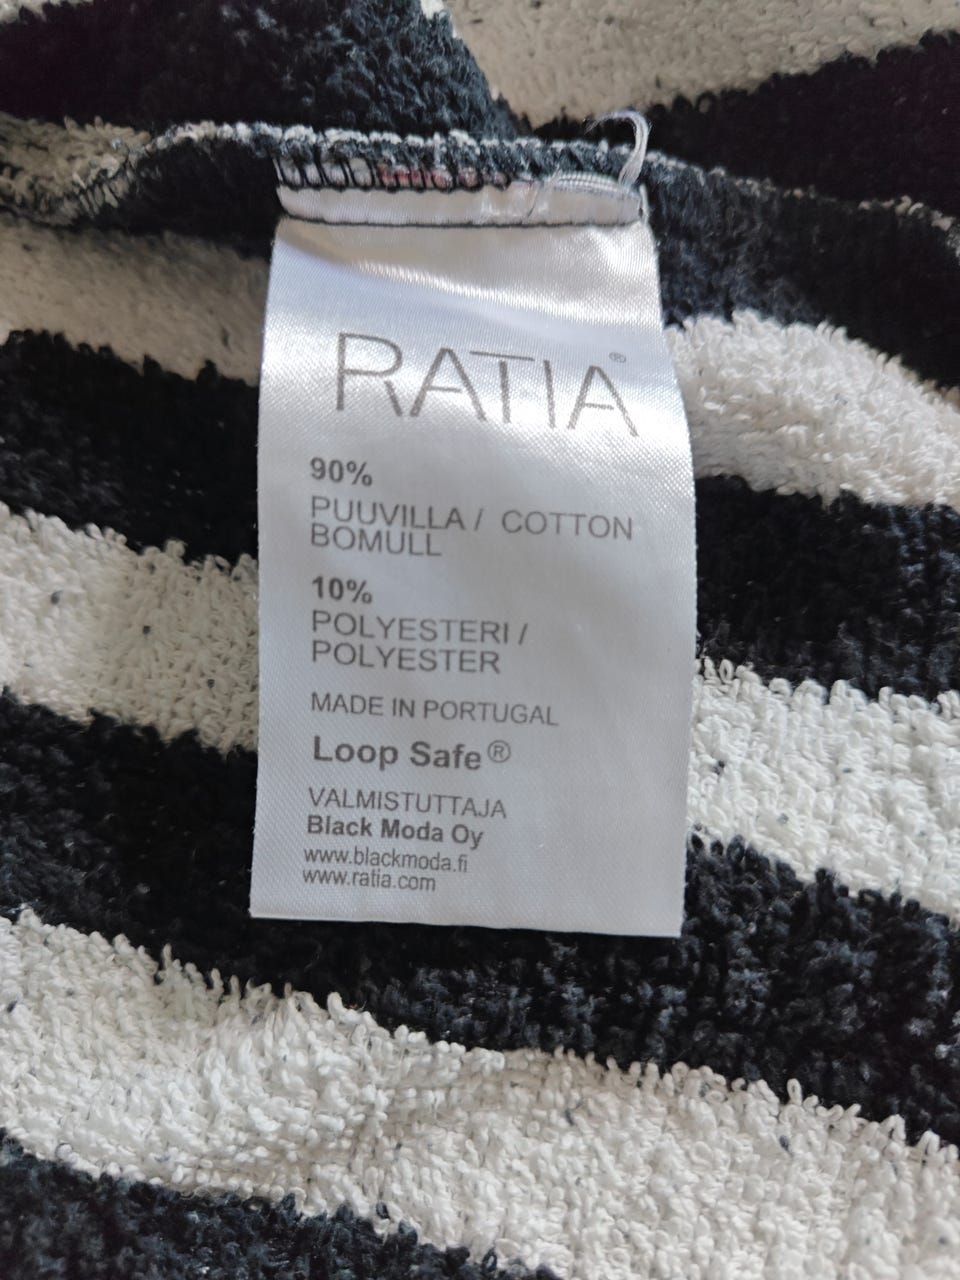 RATIA®
90%
PUUVILLA / COTTON
BOMULL
10%
POLYESTERI /
POLYESTER
MADE IN PORTUGAL
Loop Safe®
VALMISTUTTAJA
Black Moda Oy
www.blackmoda.fi
www.ratia.com